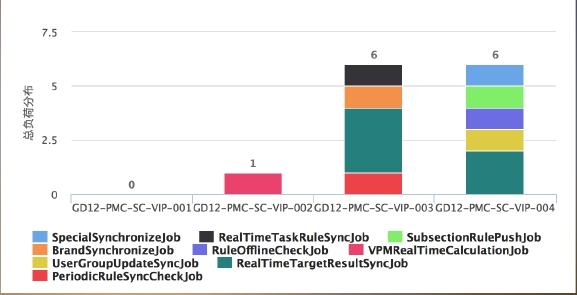 7.5
6
6
5
总负荷分布
2.5
1
0
0
GD12-PMC-SC-VIP-001 GD12-PMC-SC-VIP-002 GD12-PMC-SC-VIP-003 GD12-PMC-SC-VIP-004
SpecialSynchronizeJob RealTimeTaskRuleSyncJob SubsectionRulePushJob
BrandSynchronizeJob RuleOfflineCheckJob VPMRealTimeCalculationJob
UserGroupUpdateSyncJob RealTimeTargetResultSyncJob
PeriodicRuleSyncCheckJob